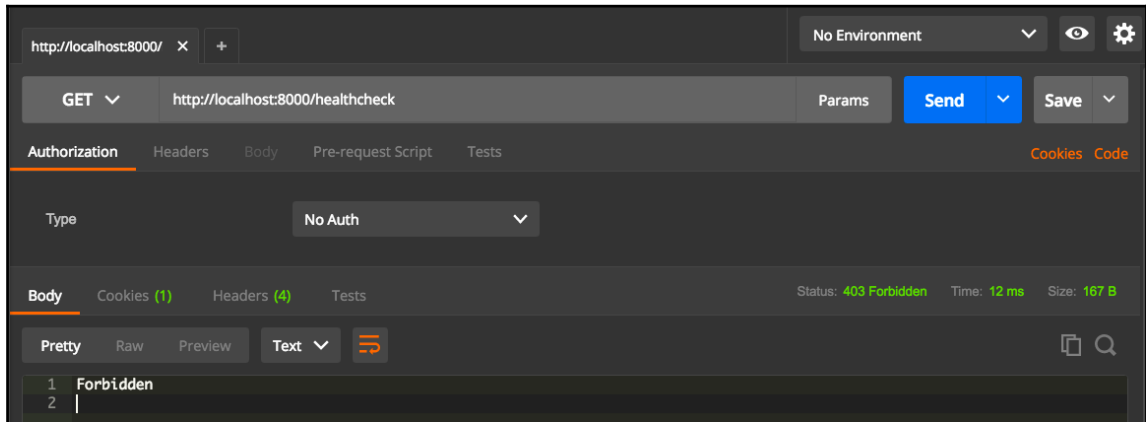 http://localhost:8000/ X +
No Environment
GET http://localhost:8000/healthcheck Params Send Save
Authorization Headers Body Pre-request Script Tests Cookies Code
Type No Auth
Body Cookies (1) Headers (4) Tests Status: 403 Forbidden Time: 12 ms Size: 167 B
Pretty Raw Preview Text
1 Forbidden
2